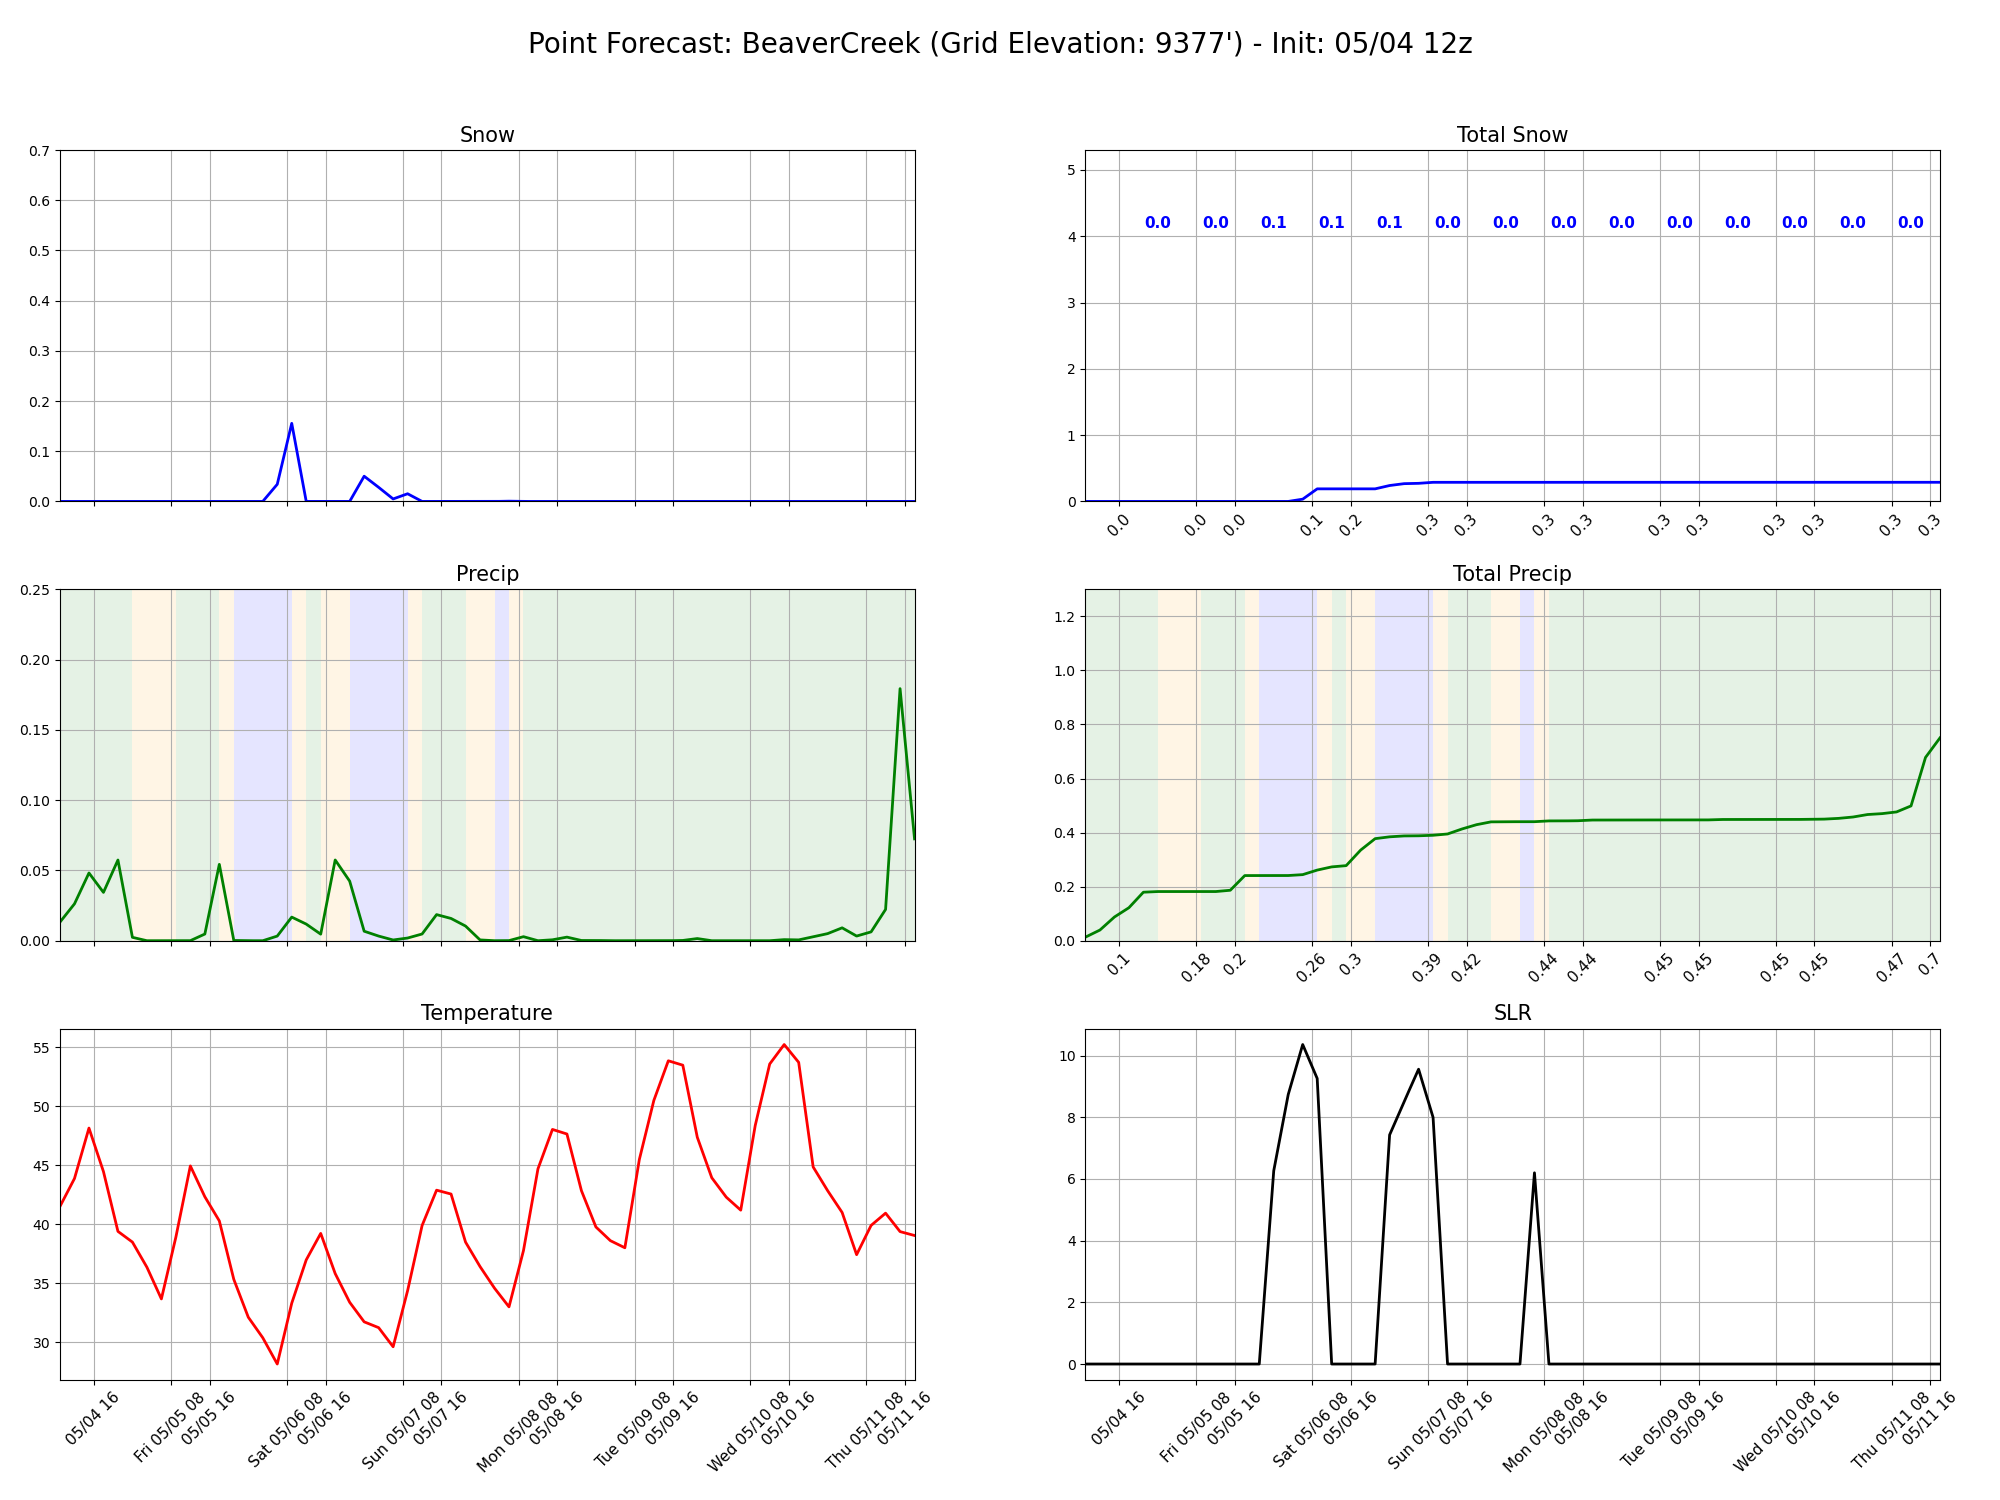 Point Forecast: BeaverCreek (Grid Elevation: 9377') - Init: 05/04 12z
Snow
0.7
0.6
0.5
0.4
0.3
0.2
0.1
0.0
Total Snow
5
4
3
2
1
0
0.0 0.0 0.1 0.1 0.1 0.0 0.0 0.0 0.0 0.0 0.0 0.0 0.0 0.0
0.0 0.0 0.0 0.1 0.2 0.3 0.3 0.3 0.3 0.3 0.3 0.3 0.3 0.3 0.3
Precip
0.25
0.20
0.15
0.10
0.05
0.00
Total Precip
1.2
1.0
0.8
0.6
0.4
0.2
0.0
0.1 0.18 0.2 0.26 0.3 0.39 0.42 0.44 0.44 0.45 0.45 0.45 0.45 0.47 0.7
Temperature
55
50
45
40
35
30
05/04 16
Fri 05/05 08
05/05 16
Sat 05/06 08
05/06 16
Sun 05/07 08
05/07 16
Mon 05/08 08
05/08 16
Tue 05/09 08
05/09 16
Wed 05/10 08
05/10 16
Thu 05/11 08
05/11 16
SLR
10
8
6
4
2
0
05/04 16
Fri 05/05 08
05/05 16
Sat 05/06 08
05/06 16
Sun 05/07 08
05/07 16
Mon 05/08 08
05/08 16
Tue 05/09 08
05/09 16
Wed 05/10 08
05/10 16
Thu 05/11 08
05/11 16